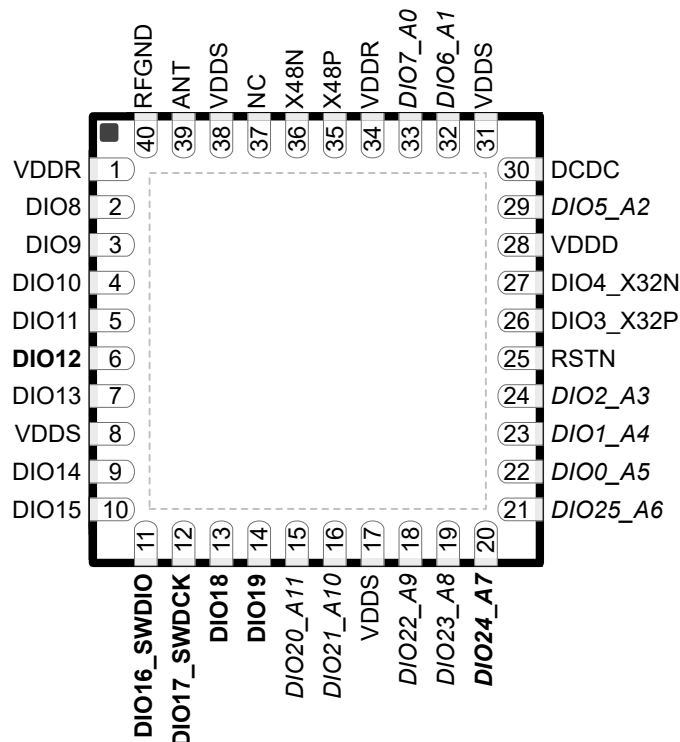 RFGND
ANT
VDDS
NC
X48N
X48P
VDDR
DIO7_A0
DIO6_A1
VDDS
40
39
38
37
36
35
34
33
32
31
VDDR 1
DIO8 2
DIO9 3
DIO10 4
DIO11 5
DIO12 6
DIO13 7
VDDS 8
DIO14 9
DIO15 10
30 DCDC
29 DIO5_A2
28 VDDD
27 DIO4_X32N
26 DIO3_X32P
25 RSTN
24 DIO2_A3
23 DIO1_A4
22 DIO0_A5
21 DIO25_A6
11
12
13
14
15
16
17
18
19
20
DIO16_SWDIO
DIO17_SWDCK
DIO18
DIO19
DIO20_A11
DIO21_A10
VDDS
DIO22_A9
DIO23_A8
DIO24_A7